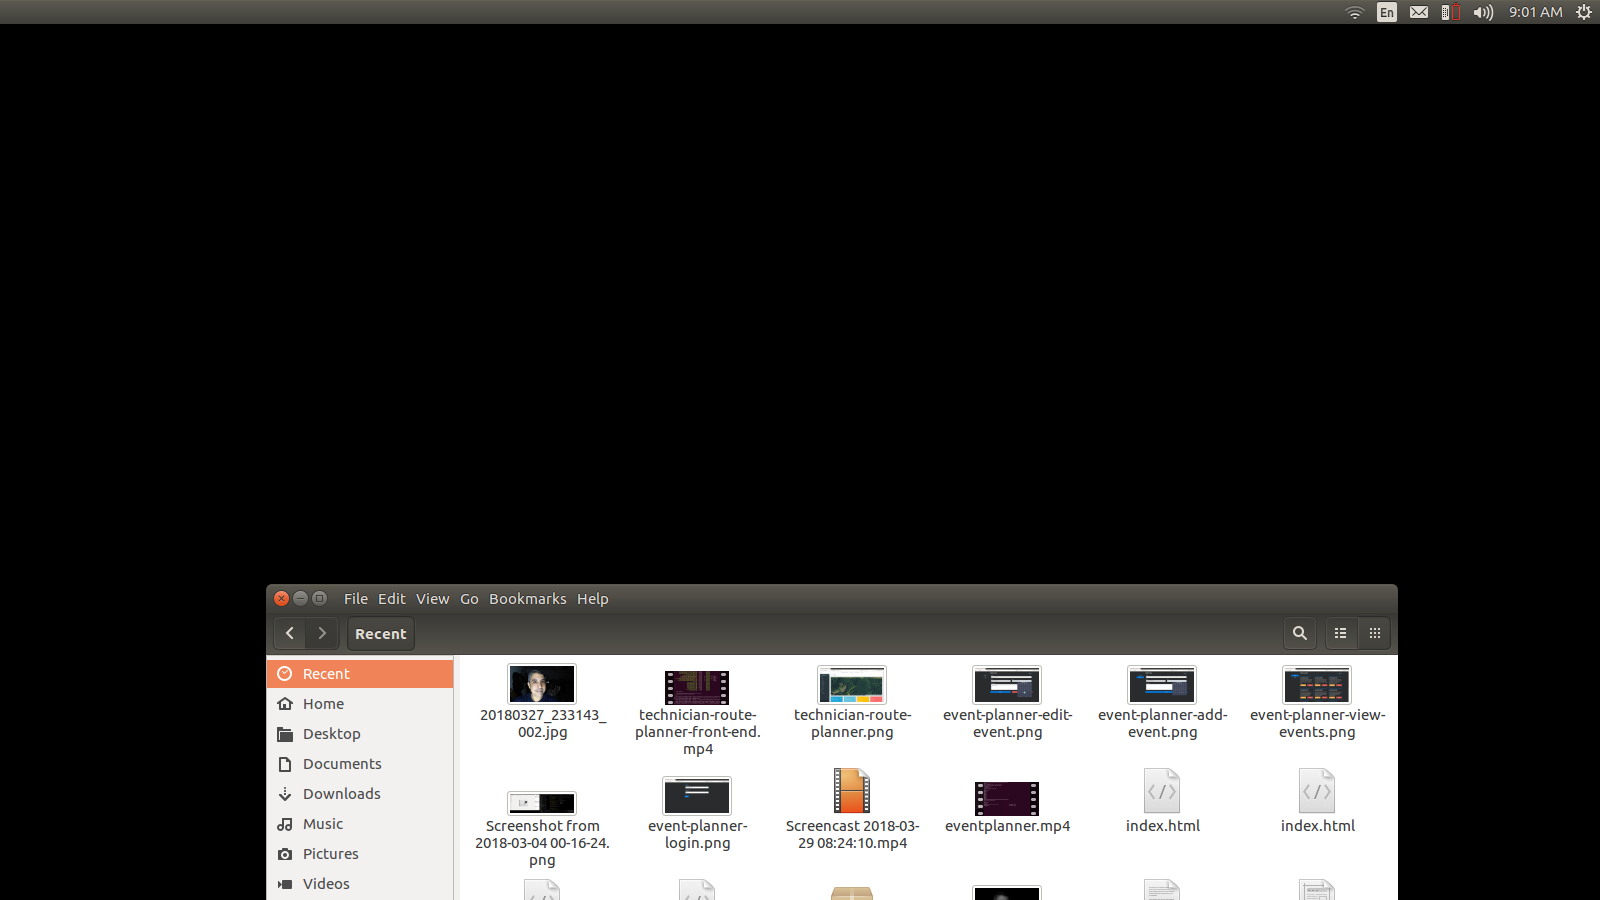 En 9:01 AM
File Edit View Go Bookmarks Help
Recent
Recent
Home
Desktop
Documents
Downloads
Music
Pictures
Videos
20180327_233143_
002.jpg
technician-route-
planner-front-end.
mp4
technician-route-
planner.png
event-planner-edit-
event.png
event-planner-add-
event.png
event-planner-view-
events.png
Screenshot from
2018-03-04 00-16-24.
png
event-planner-
login.png
Screencast 2018-03-
29 08:24:10.mp4
eventplanner.mp4
index.html
index.html